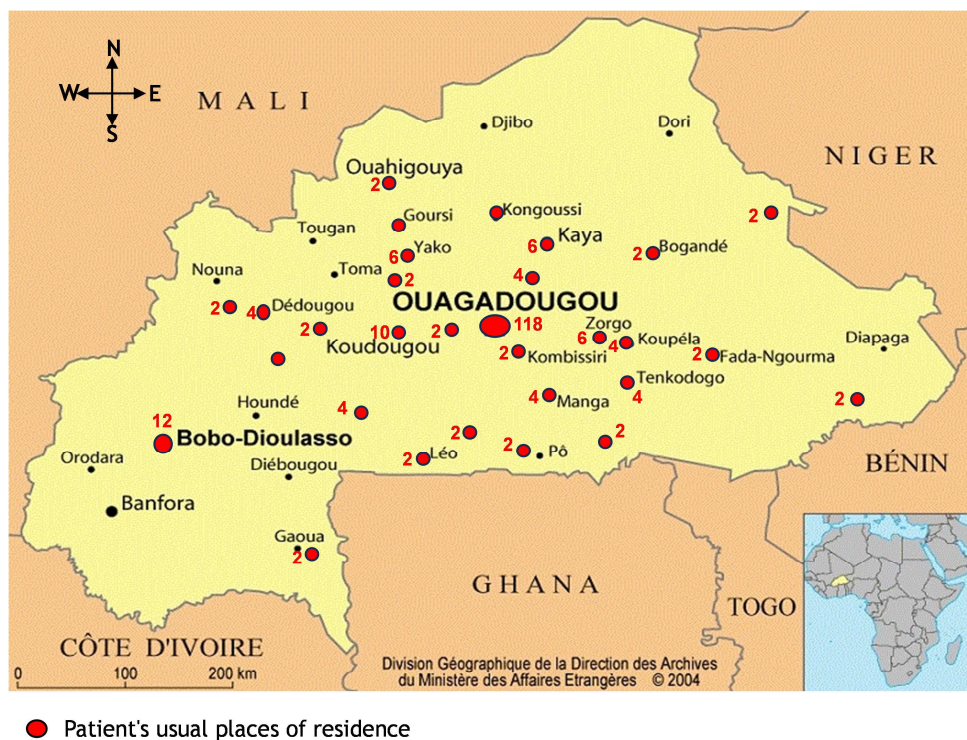 N
W E
S
M A L I
Djibo
Dori
NIGER
Ouahigouya
2
Goursi
Kongoussi
2
Tougan
Yako
6
Kaya
6
Bogandé
2
Nouna
Toma
2
4
OUAGADOUGOU
118
2
4 Dédougou
2
10
Koudougou
2
2 Kombissiri
Zorgo
6
4 Koupéla
2 Fada-Ngourma
Diapaga
Tenkodogo
4
4 Manga
2
Houndé
4
12
Bobo-Dioulasso
2
2 Léo
2 Pô
2
Orodara
Diébougou
BÉNIN
Banfora
Gaoua
2
GHANA
TOGO
CÔTE D'IVOIRE
0 100 200 km
Division Géographique de la Direction des Archives
du Ministère des Affaires Etrangères © 2004
Patient's usual places of residence